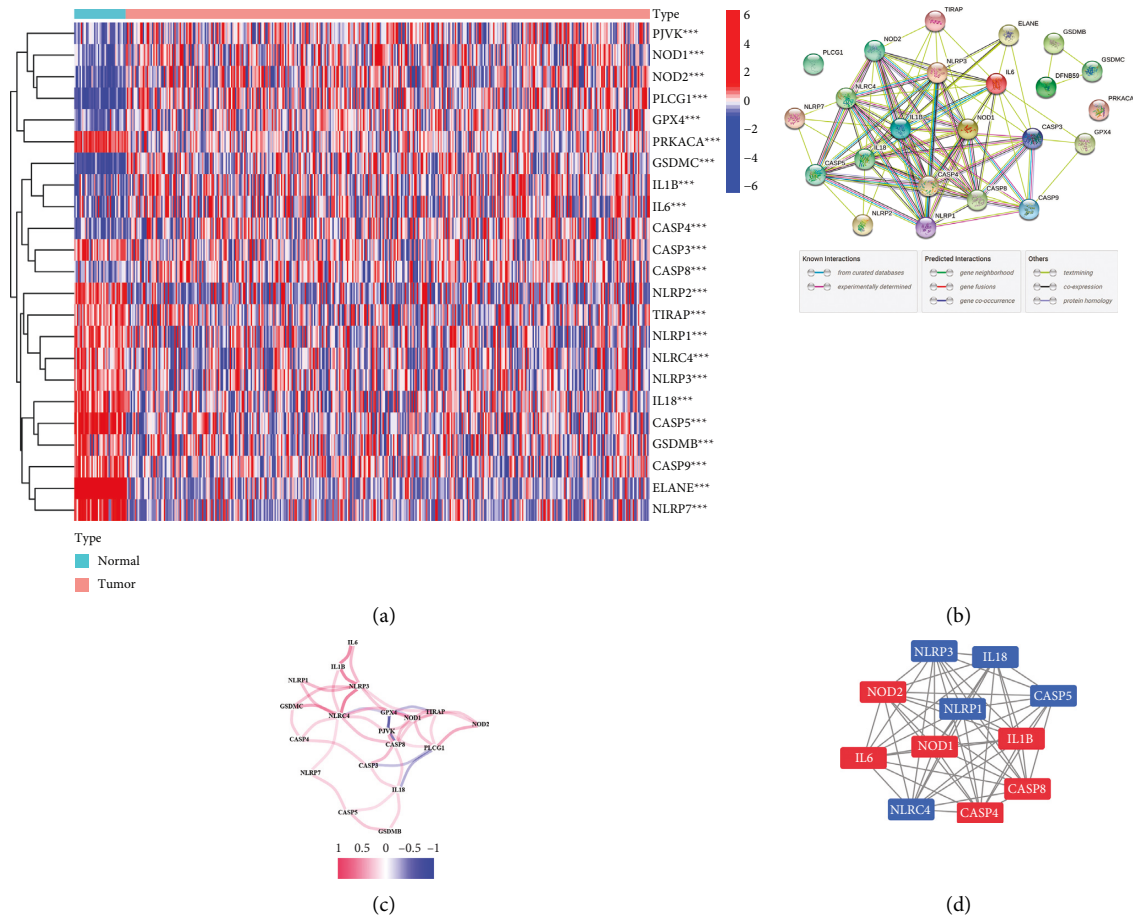 Type
PJVK***
NOD1***
NOD2***
PLCG1***
GPX4***
PRKACA***
GSDMC***
IL1B***
IL6***
CASP4***
CASP3***
CASP8***
NLRP2***
TIRAP***
NLRP1***
NLRC4***
NLRP3***
IL18***
CASP5***
GSDMB***
CASP9***
ELANE***
NLRP7***
6
4
2
0
−2
−4
−6
Type
Normal
Tumor
(a)
TIRAP
ELANE
NOD2
GSDMB
PLCG1
NLRP3
GSDMC
IL6
DFNB59
NLRC4
PRKACA
NLRP7
IL1B
NOD1
CASP3
GPX4
IL18
CASP5
CASP4
CASP8
CASP9
NLRP2
NLRP1
Known Interactions
from curated databases
experimentally determined
Predicted Interactions
gene neighborhood
gene fusions
gene co-occurrence
Others
textmining
co-expression
protein homology
(b)
IL6
IL1B
NLRP1
NLRP3
GSDMC
NLRC4
GPX4
TIRAP
NOD1
NOD2
PJVK
CASP4
CASP8
PLCG1
CASP3
NLRP7
IL18
CASP5
GSDMB
1 0.5 0 −0.5 −1
(c)
NLRP3
IL18
NOD2
CASP5
NLRP1
IL1B
NOD1
IL6
CASP8
NLRC4
CASP4
(d)